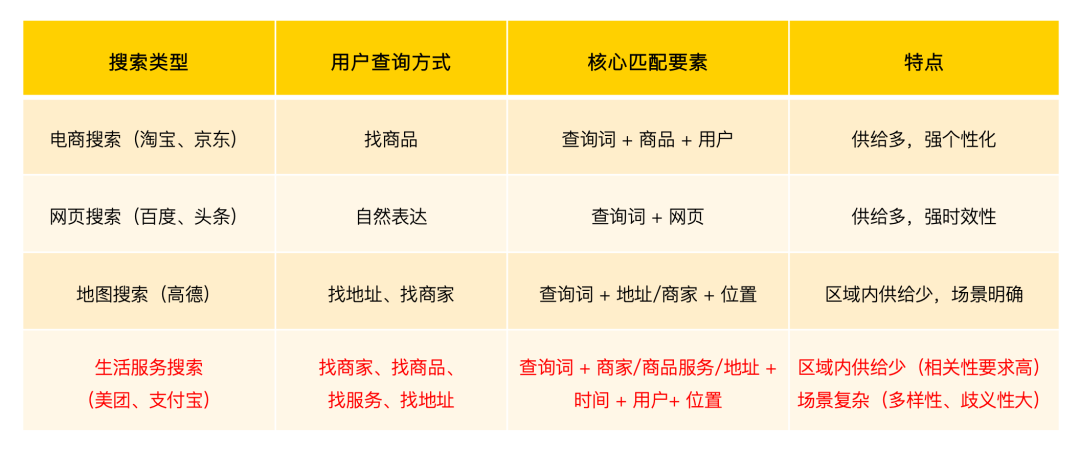 搜索类型 用户查询方式 核心匹配要素 特点
电商搜索（淘宝、京东） 找商品 查询词 + 商品 + 用户 供给多，强个性化
网页搜索（百度、头条） 自然表达 查询词 + 网页 供给多，强时效性
地图搜索（高德） 找地址、找商家 查询词 + 地址/商家 + 位置 区域内供给少，场景明确
生活服务搜索 找商家、找商品、 查询词 + 商家/商品服务/地址 + 区域内供给少（相关性要求高）
（美团、支付宝） 找服务、找地址 时间 + 用户+ 位置 场景复杂（多样性、歧义性大）